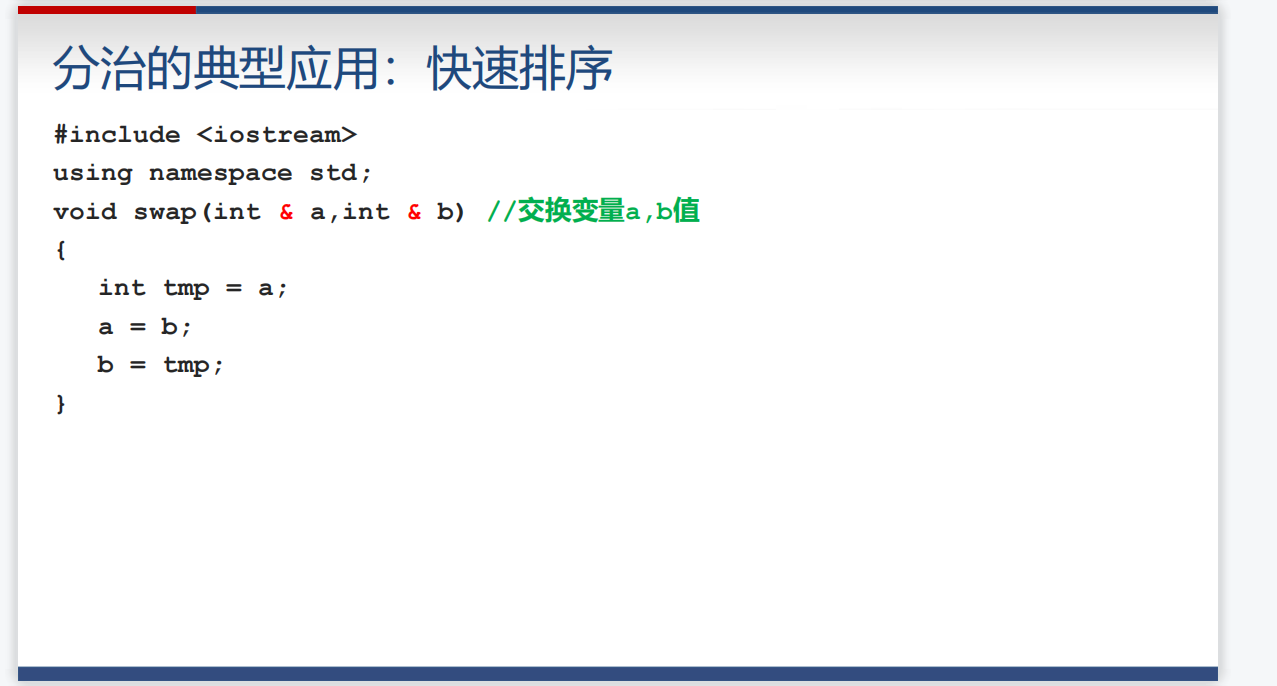 分治的典型应用：快速排序
#include <iostream>
using namespace std;
void swap(int & a,int & b) //交换变量a,b值
{
int tmp = a;
a = b;
b = tmp;
}